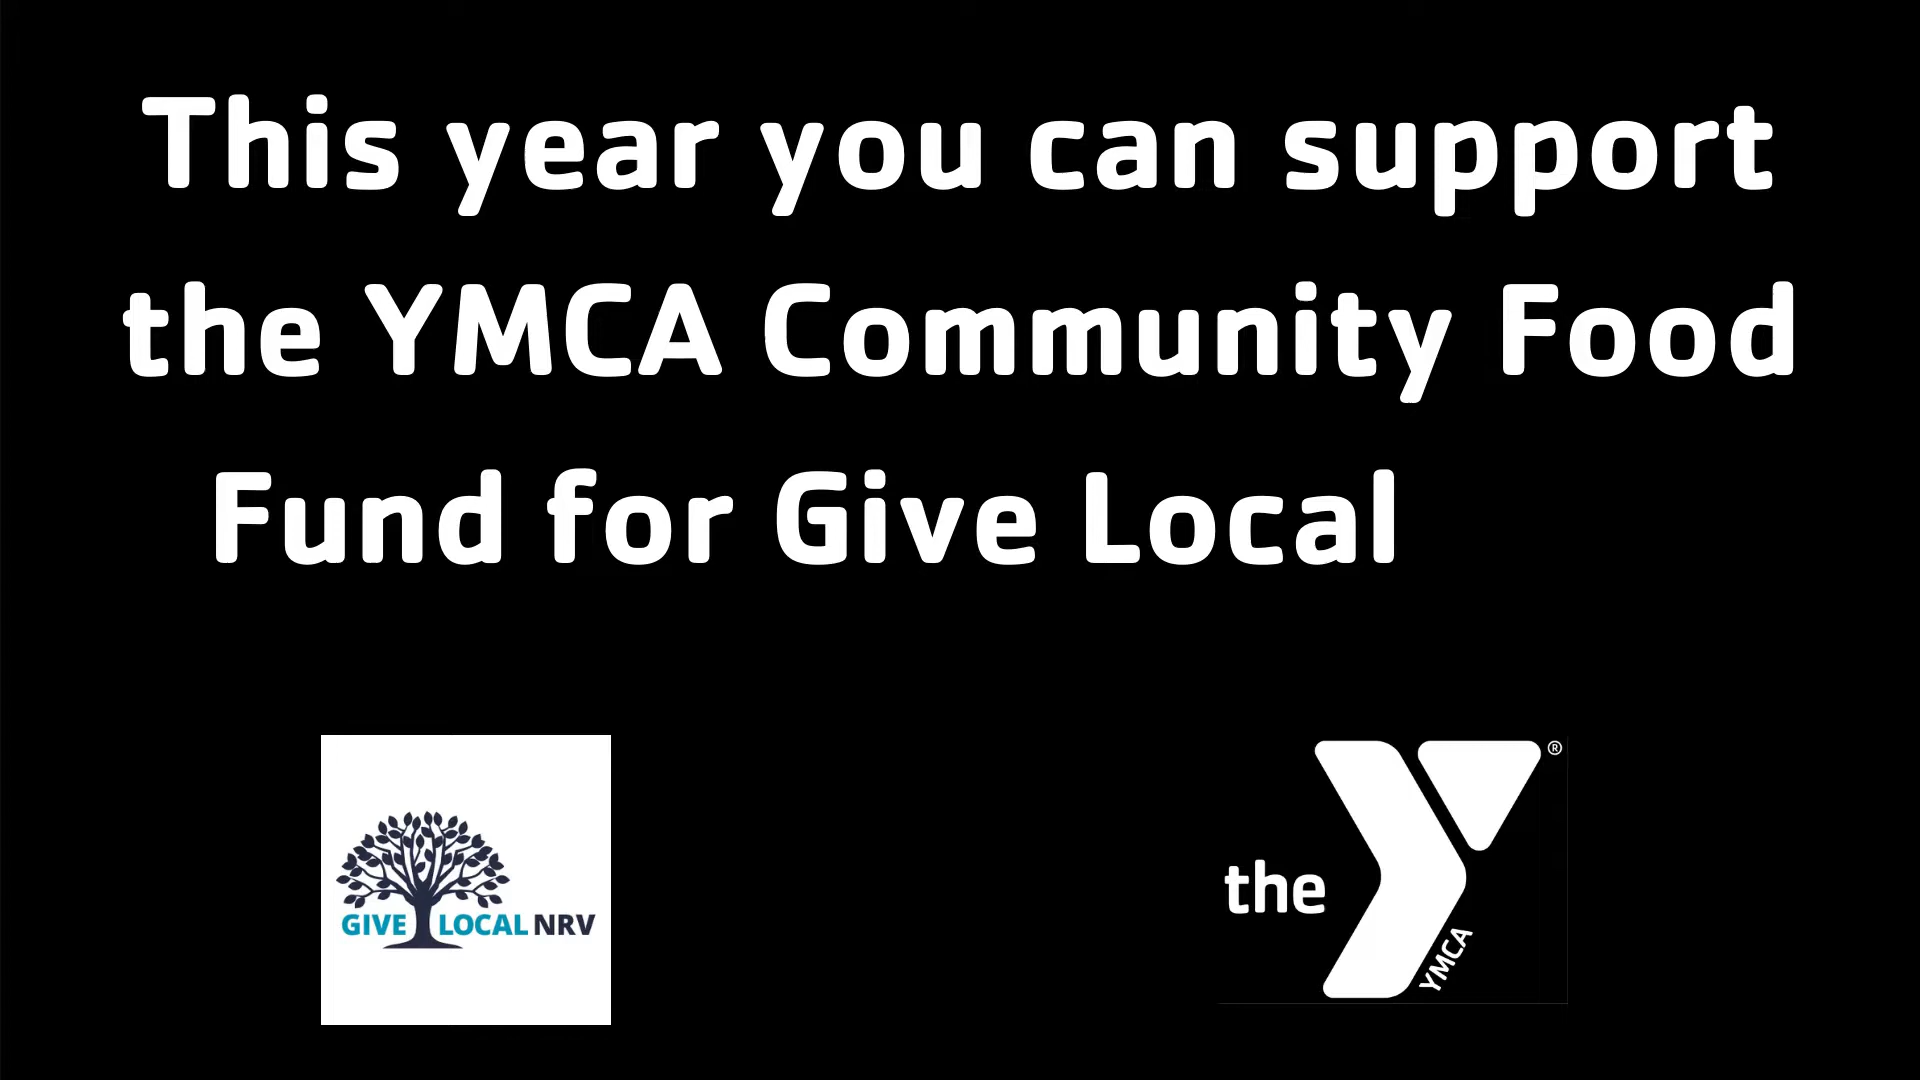 This year you can support
the YMCA Community Food
Fund for Give Local
GIVE LOCAL NRV
the
YMCA
®